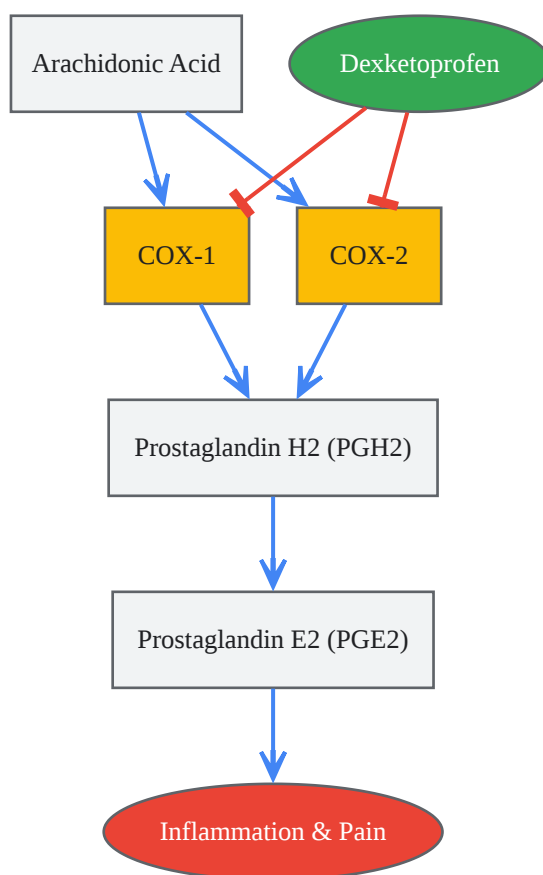 Arachidonic Acid
Dexketoprofen
COX-1
COX-2
Prostaglandin H2 (PGH2)
Prostaglandin E2 (PGE2)
Inflammation & Pain